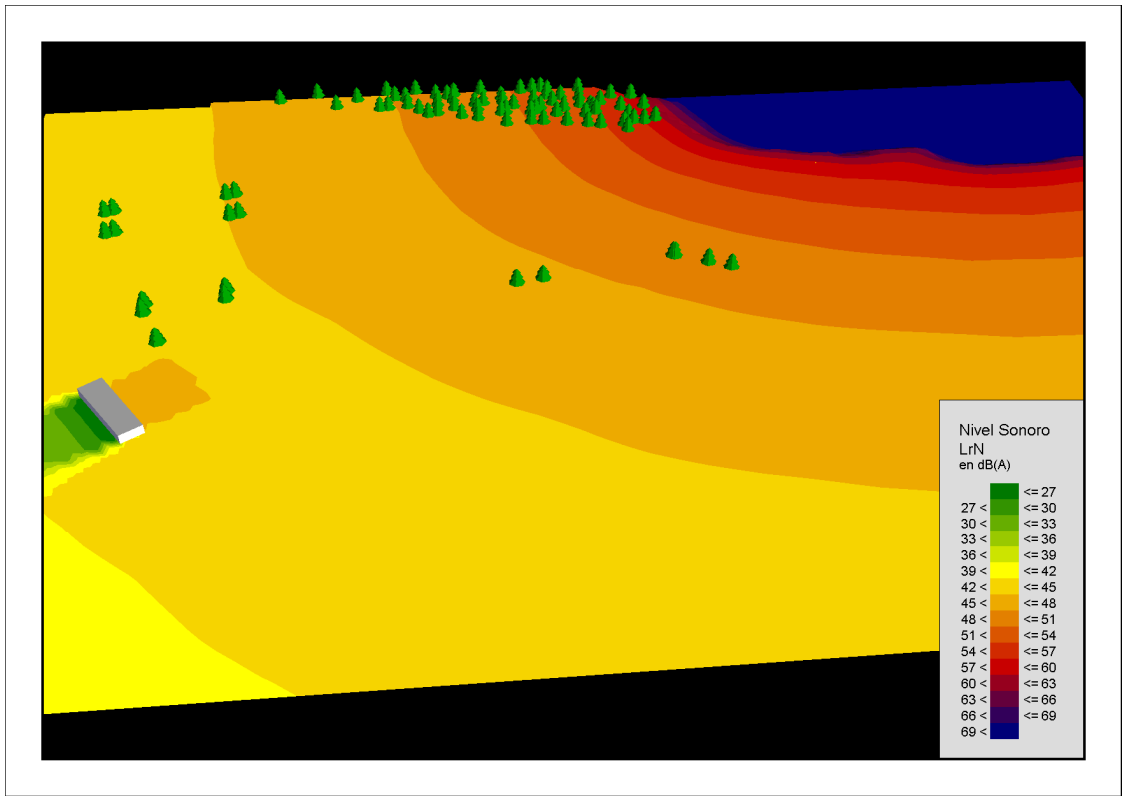 Nivel Sonoro
LrN
en dB(A)
<= 27
27 < <= 30
30 < <= 33
33 < <= 36
36 < <= 39
39 < <= 42
42 < <= 45
45 < <= 48
48 < <= 51
51 < <= 54
54 < <= 57
57 < <= 60
60 < <= 63
63 < <= 66
66 < <= 69
69 <